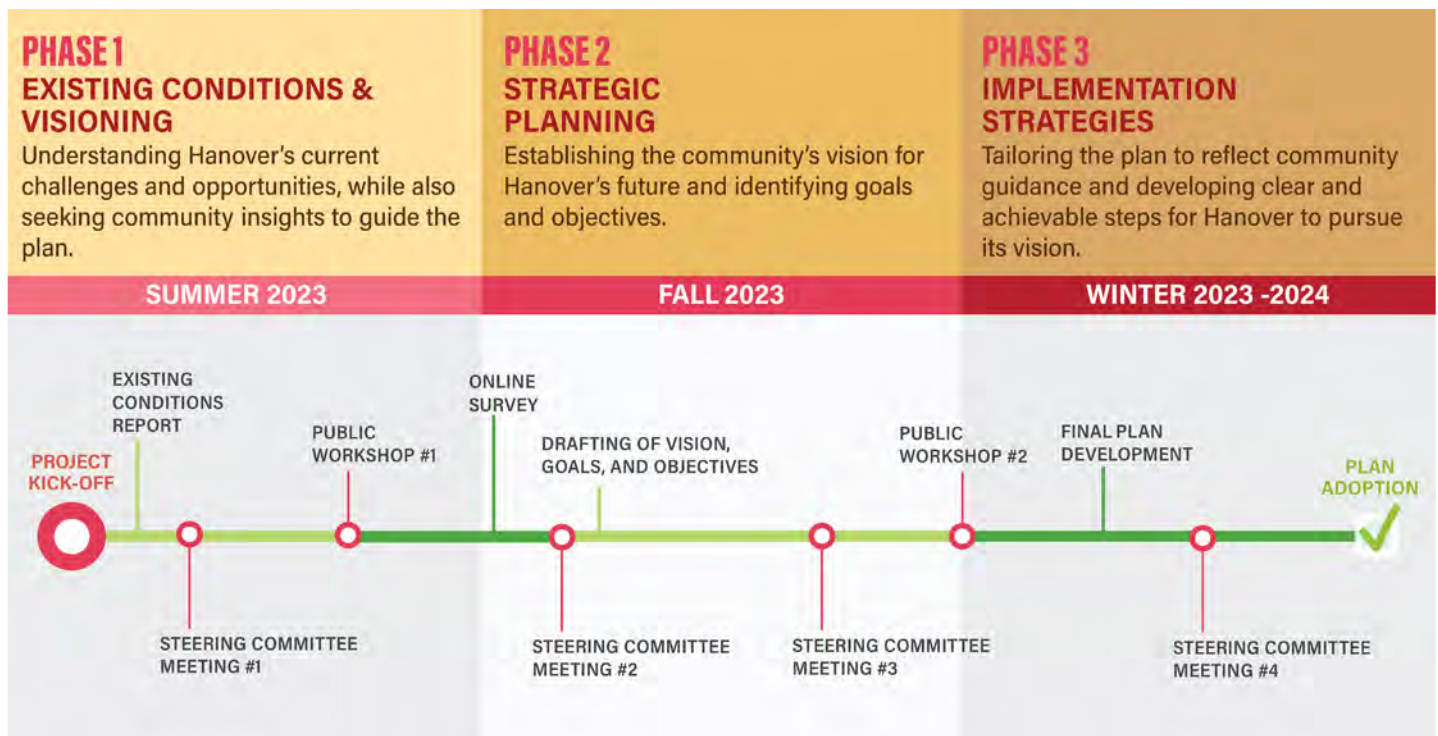 PHASE 1
EXISTING CONDITIONS &
VISIONING
Understanding Hanover's current
challenges and opportunities, while also
seeking community insights to guide the
plan.
PHASE 2
STRATEGIC
PLANNING
Establishing the community's vision for
Hanover's future and identifying goals
and objectives.
PHASE 3
IMPLEMENTATION
STRATEGIES
Tailoring the plan to reflect community
guidance and developing clear and
achievable steps for Hanover to pursue
its vision.
SUMMER 2023
FALL 2023
WINTER 2023 -2024
PROJECT
KICK-OFF
EXISTING
CONDITIONS
REPORT
STEERING COMMITTEE
MEETING #1
PUBLIC
WORKSHOP #1
ONLINE
SURVEY
STEERING COMMITTEE
MEETING #2
DRAFTING OF VISION,
GOALS, AND OBJECTIVES
STEERING COMMITTEE
MEETING #3
PUBLIC
WORKSHOP #2
FINAL PLAN
DEVELOPMENT
STEERING COMMITTEE
MEETING #4
PLAN
ADOPTION